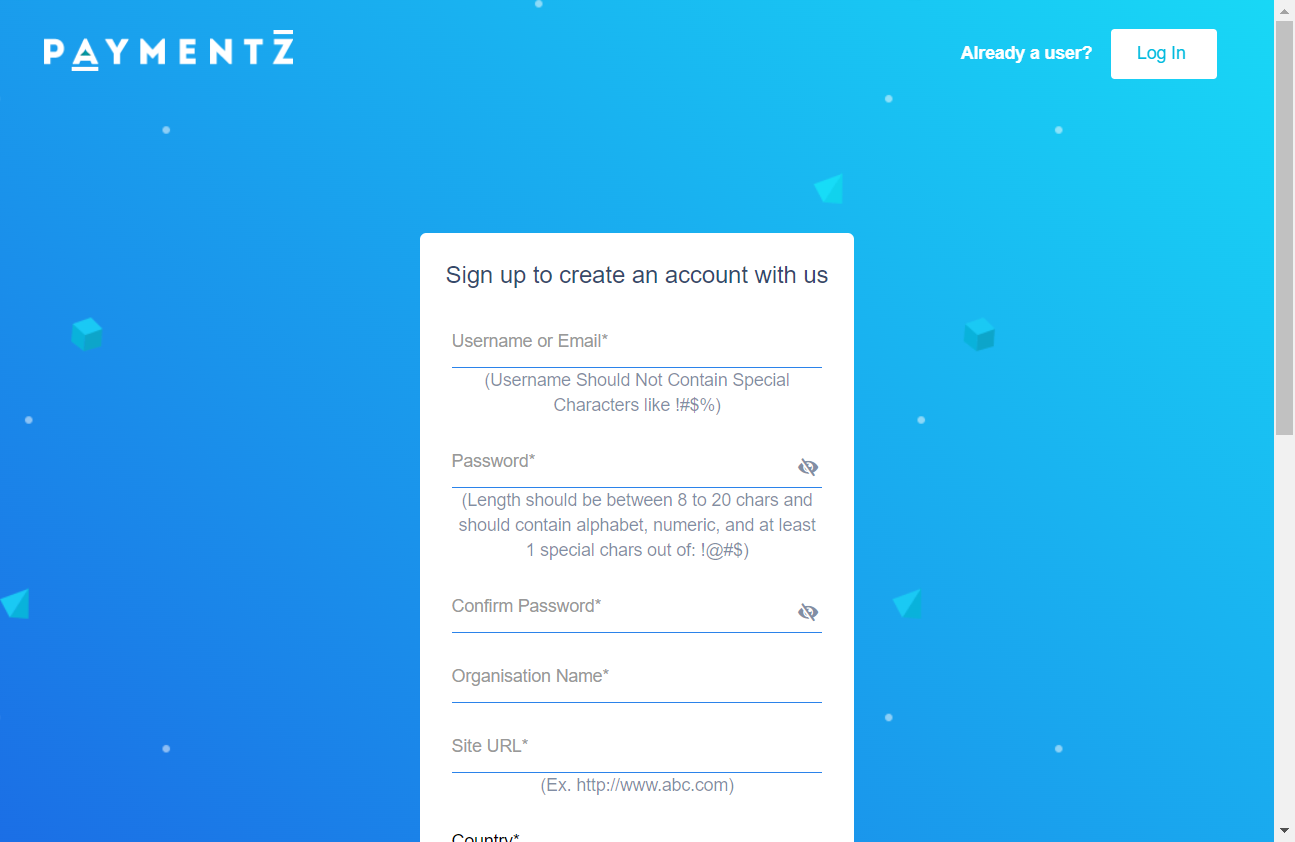 PAYMENTZ
Already a user?
Log In
Sign up to create an account with us
Username or Email*
(Username Should Not Contain Special
Characters like !#$%)
Password*
(Length should be between 8 to 20 chars and
should contain alphabet, numeric, and at least
1 special chars out of: !@#$)
Confirm Password*
Organisation Name*
Site URL*
(Ex. http://www.abc.com)
Country*